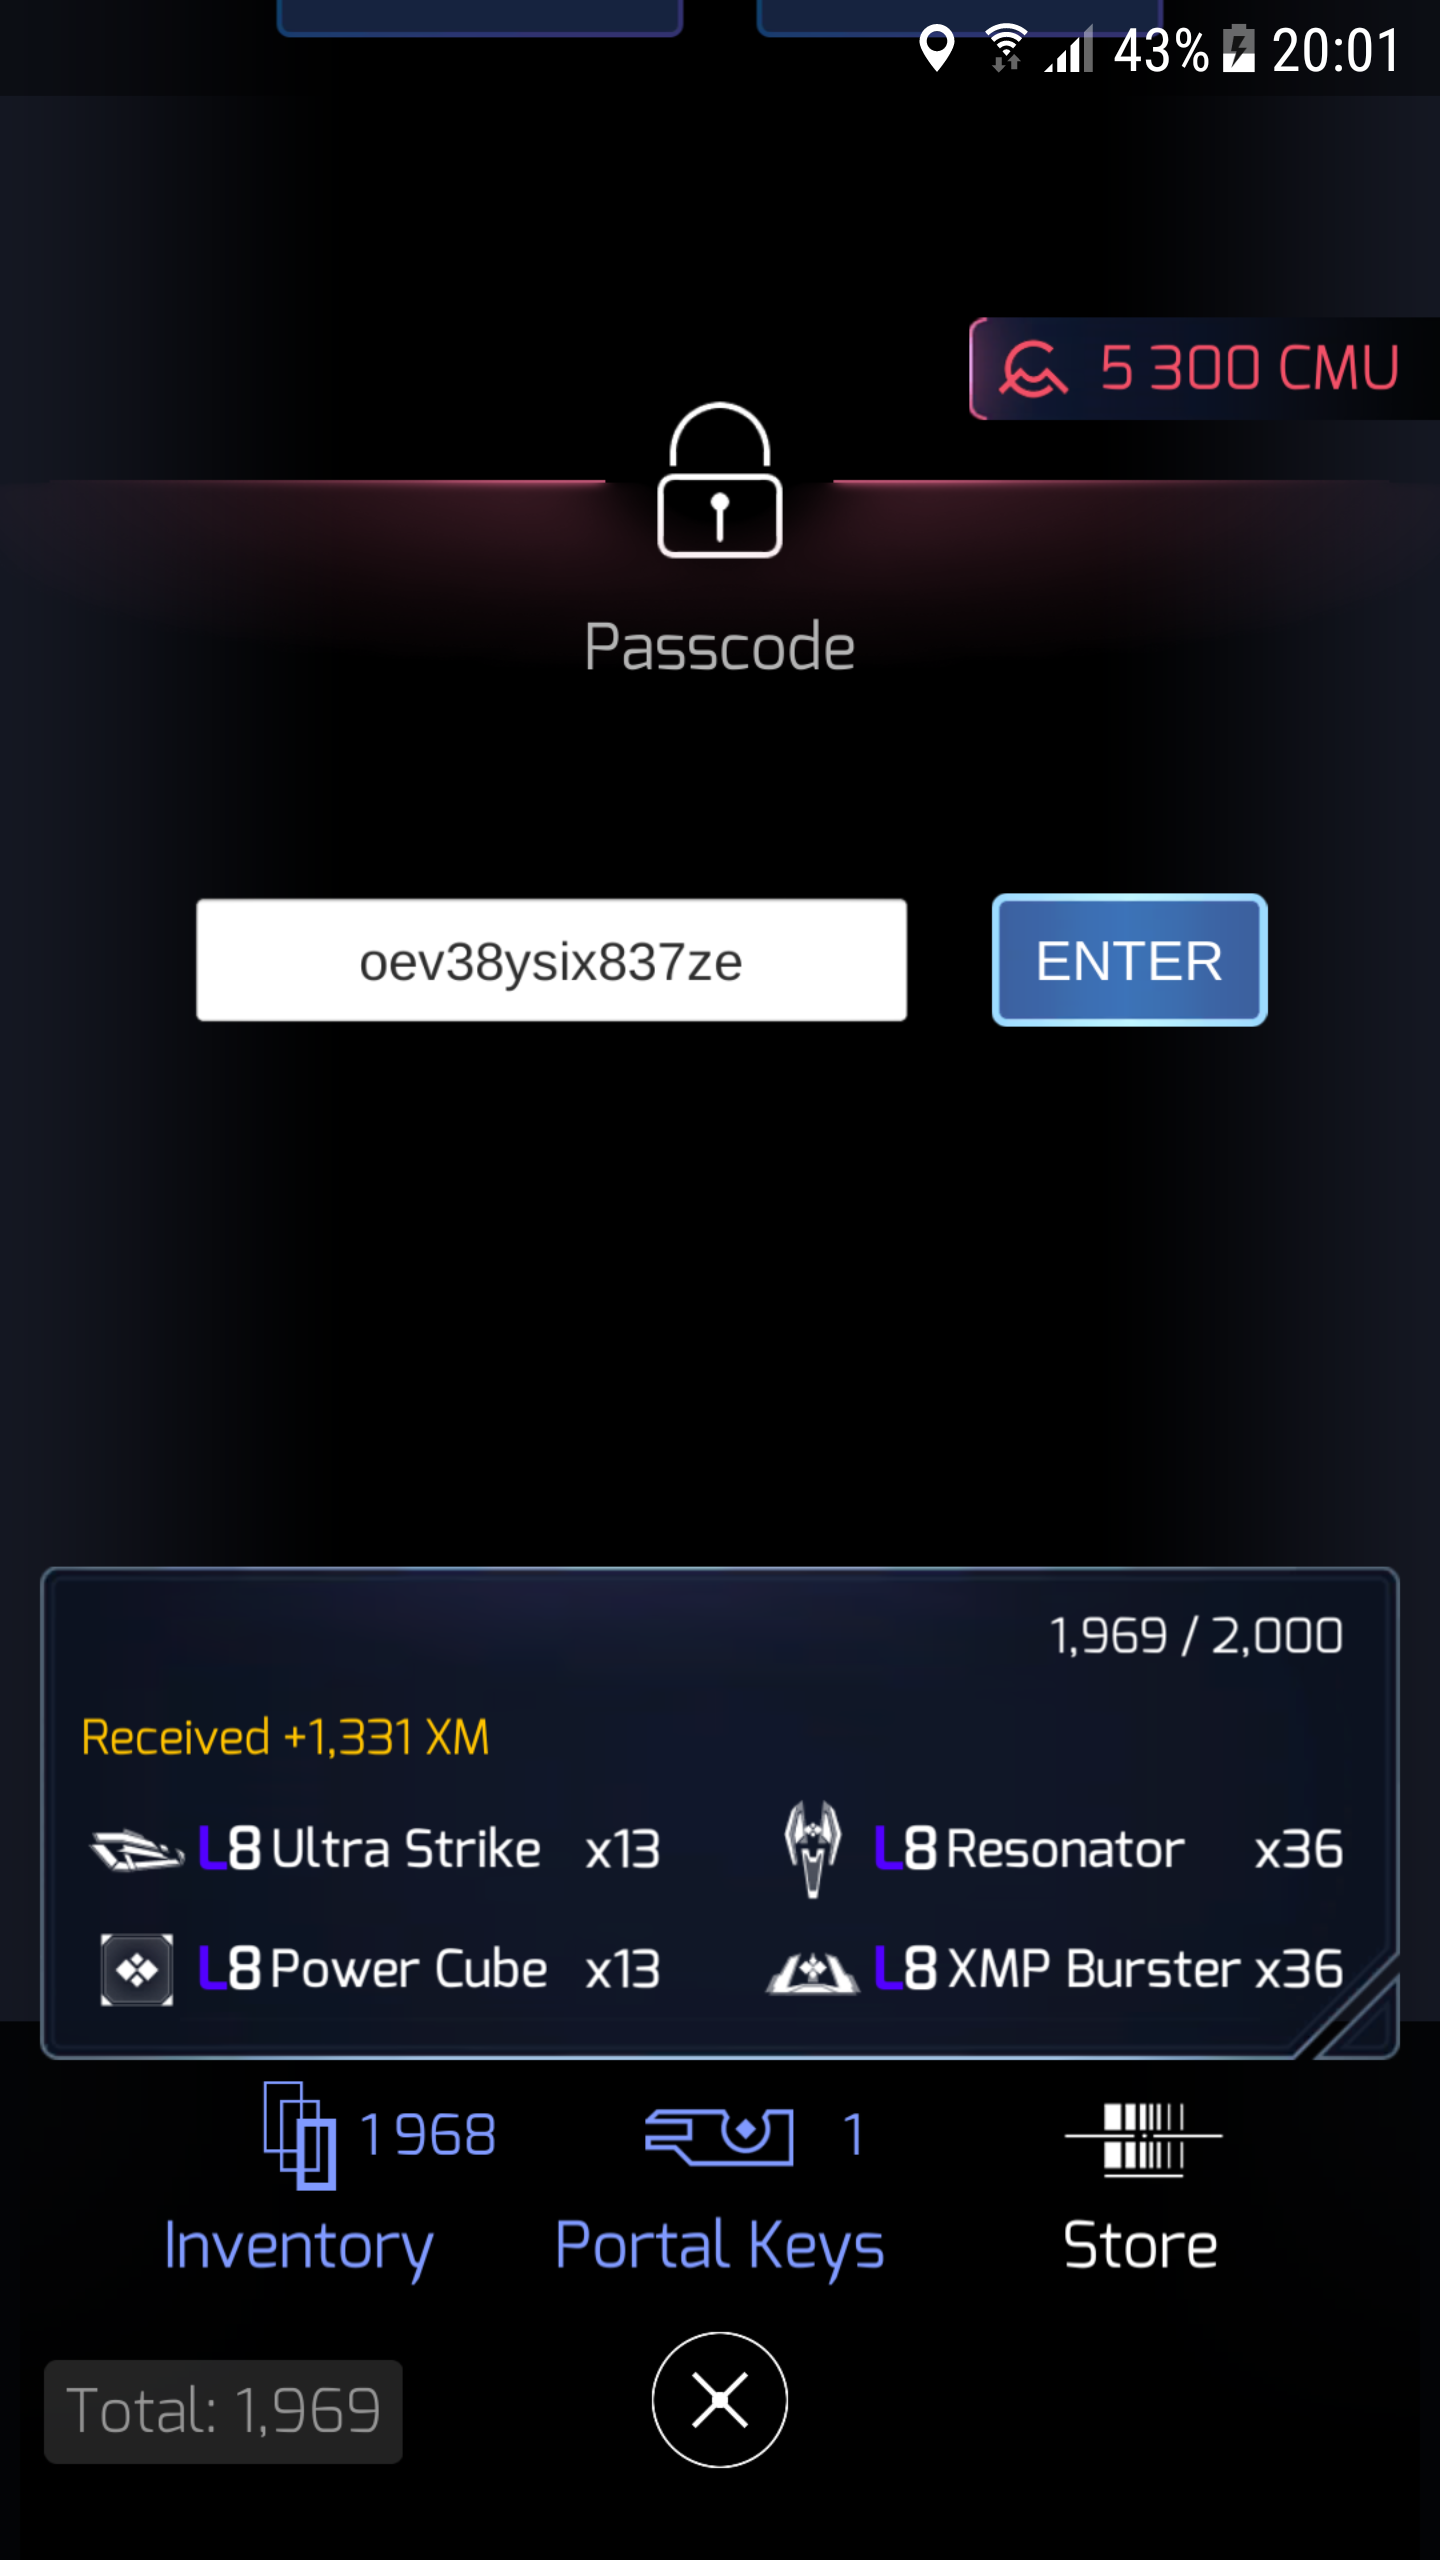 43% 20:01
5 300 CMU
Passcode
oev38ysix837ze ENTER
1,969 / 2,000
Received +1,331 XM
L8 Ultra Strike x13 L8 Resonator x36
L8 Power Cube x13 L8 XMP Burster x36
1 968 1
Inventory Portal Keys Store
Total: 1,969